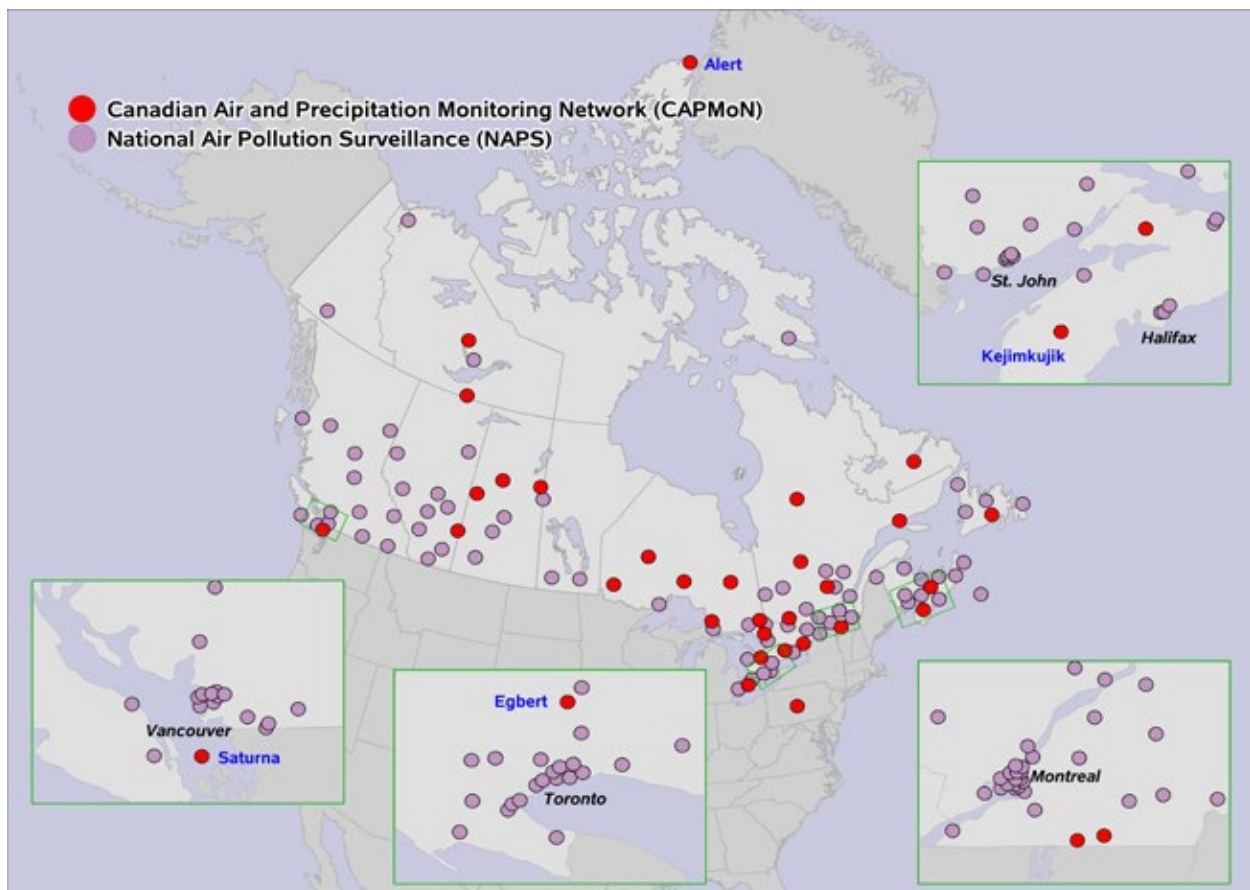 Alert
Canadian Air and Precipitation Monitoring Network (CAPMoN)
National Air Pollution Surveillance (NAPS)
St. John
Kejimkujik
Halifax
Vancouver
Saturna
Egbert
Toronto
Montreal